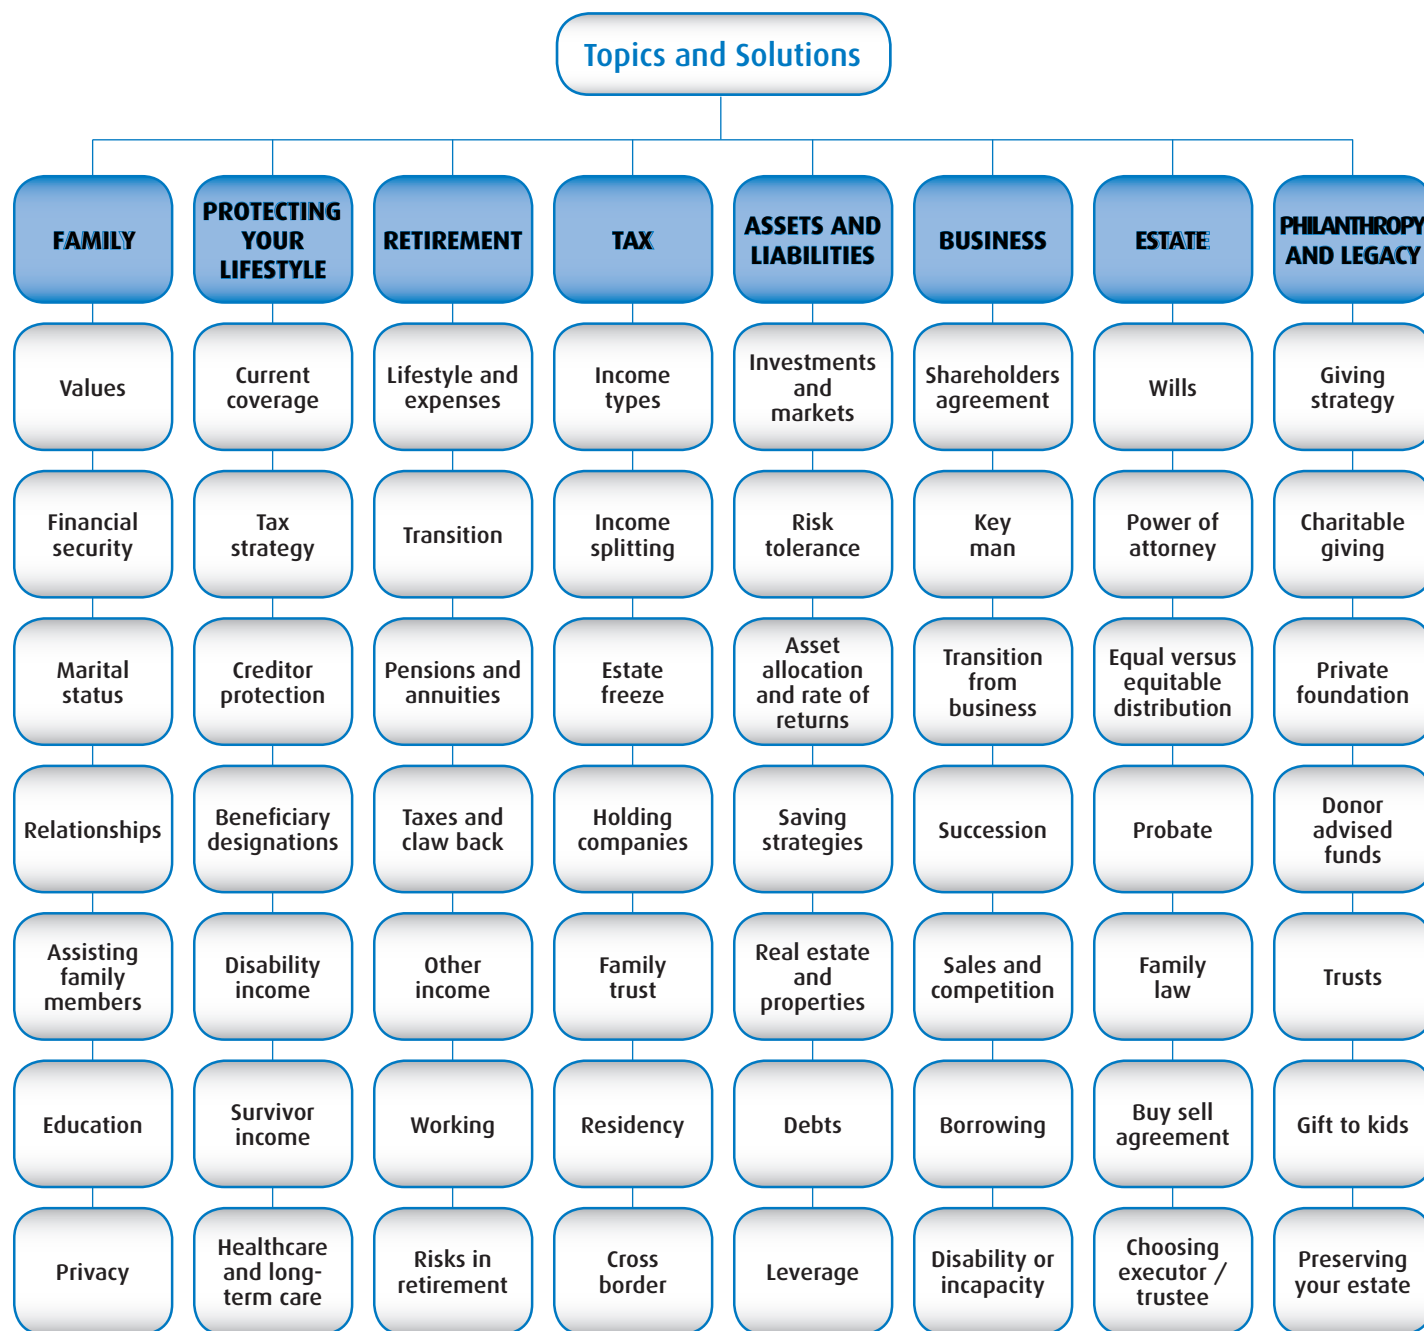 Topics and Solutions
FAMILY
Values
Financial
security
Marital
status
Relationships
Assisting
family
members
Education
Privacy
PROTECTING
YOUR
LIFESTYLE
Current
coverage
Tax
strategy
Creditor
protection
Beneficiary
designations
Disability
income
Survivor
income
Healthcare
and long-
term care
RETIREMENT
Lifestyle and
expenses
Transition
Pensions and
annuities
Taxes and
claw back
Other
income
Working
Risks in
retirement
TAX
Income
types
Income
splitting
Estate
freeze
Holding
companies
Family
trust
Residency
Cross
border
ASSETS AND
LIABILITIES
Investments
and
markets
Risk
tolerance
Asset
allocation
and rate of
returns
Saving
strategies
Real estate
and
properties
Debts
Leverage
BUSINESS
Shareholders
agreement
Key
man
Transition
from
business
Succession
Sales and
competition
Borrowing
Disability or
incapacity
ESTATE
Wills
Power of
attorney
Equal versus
equitable
distribution
Probate
Family
law
Buy sell
agreement
Choosing
executor /
trustee
PHILANTHROPY
AND LEGACY
Giving
strategy
Charitable
giving
Private
foundation
Donor
advised
funds
Trusts
Gift to kids
Preserving
your estate